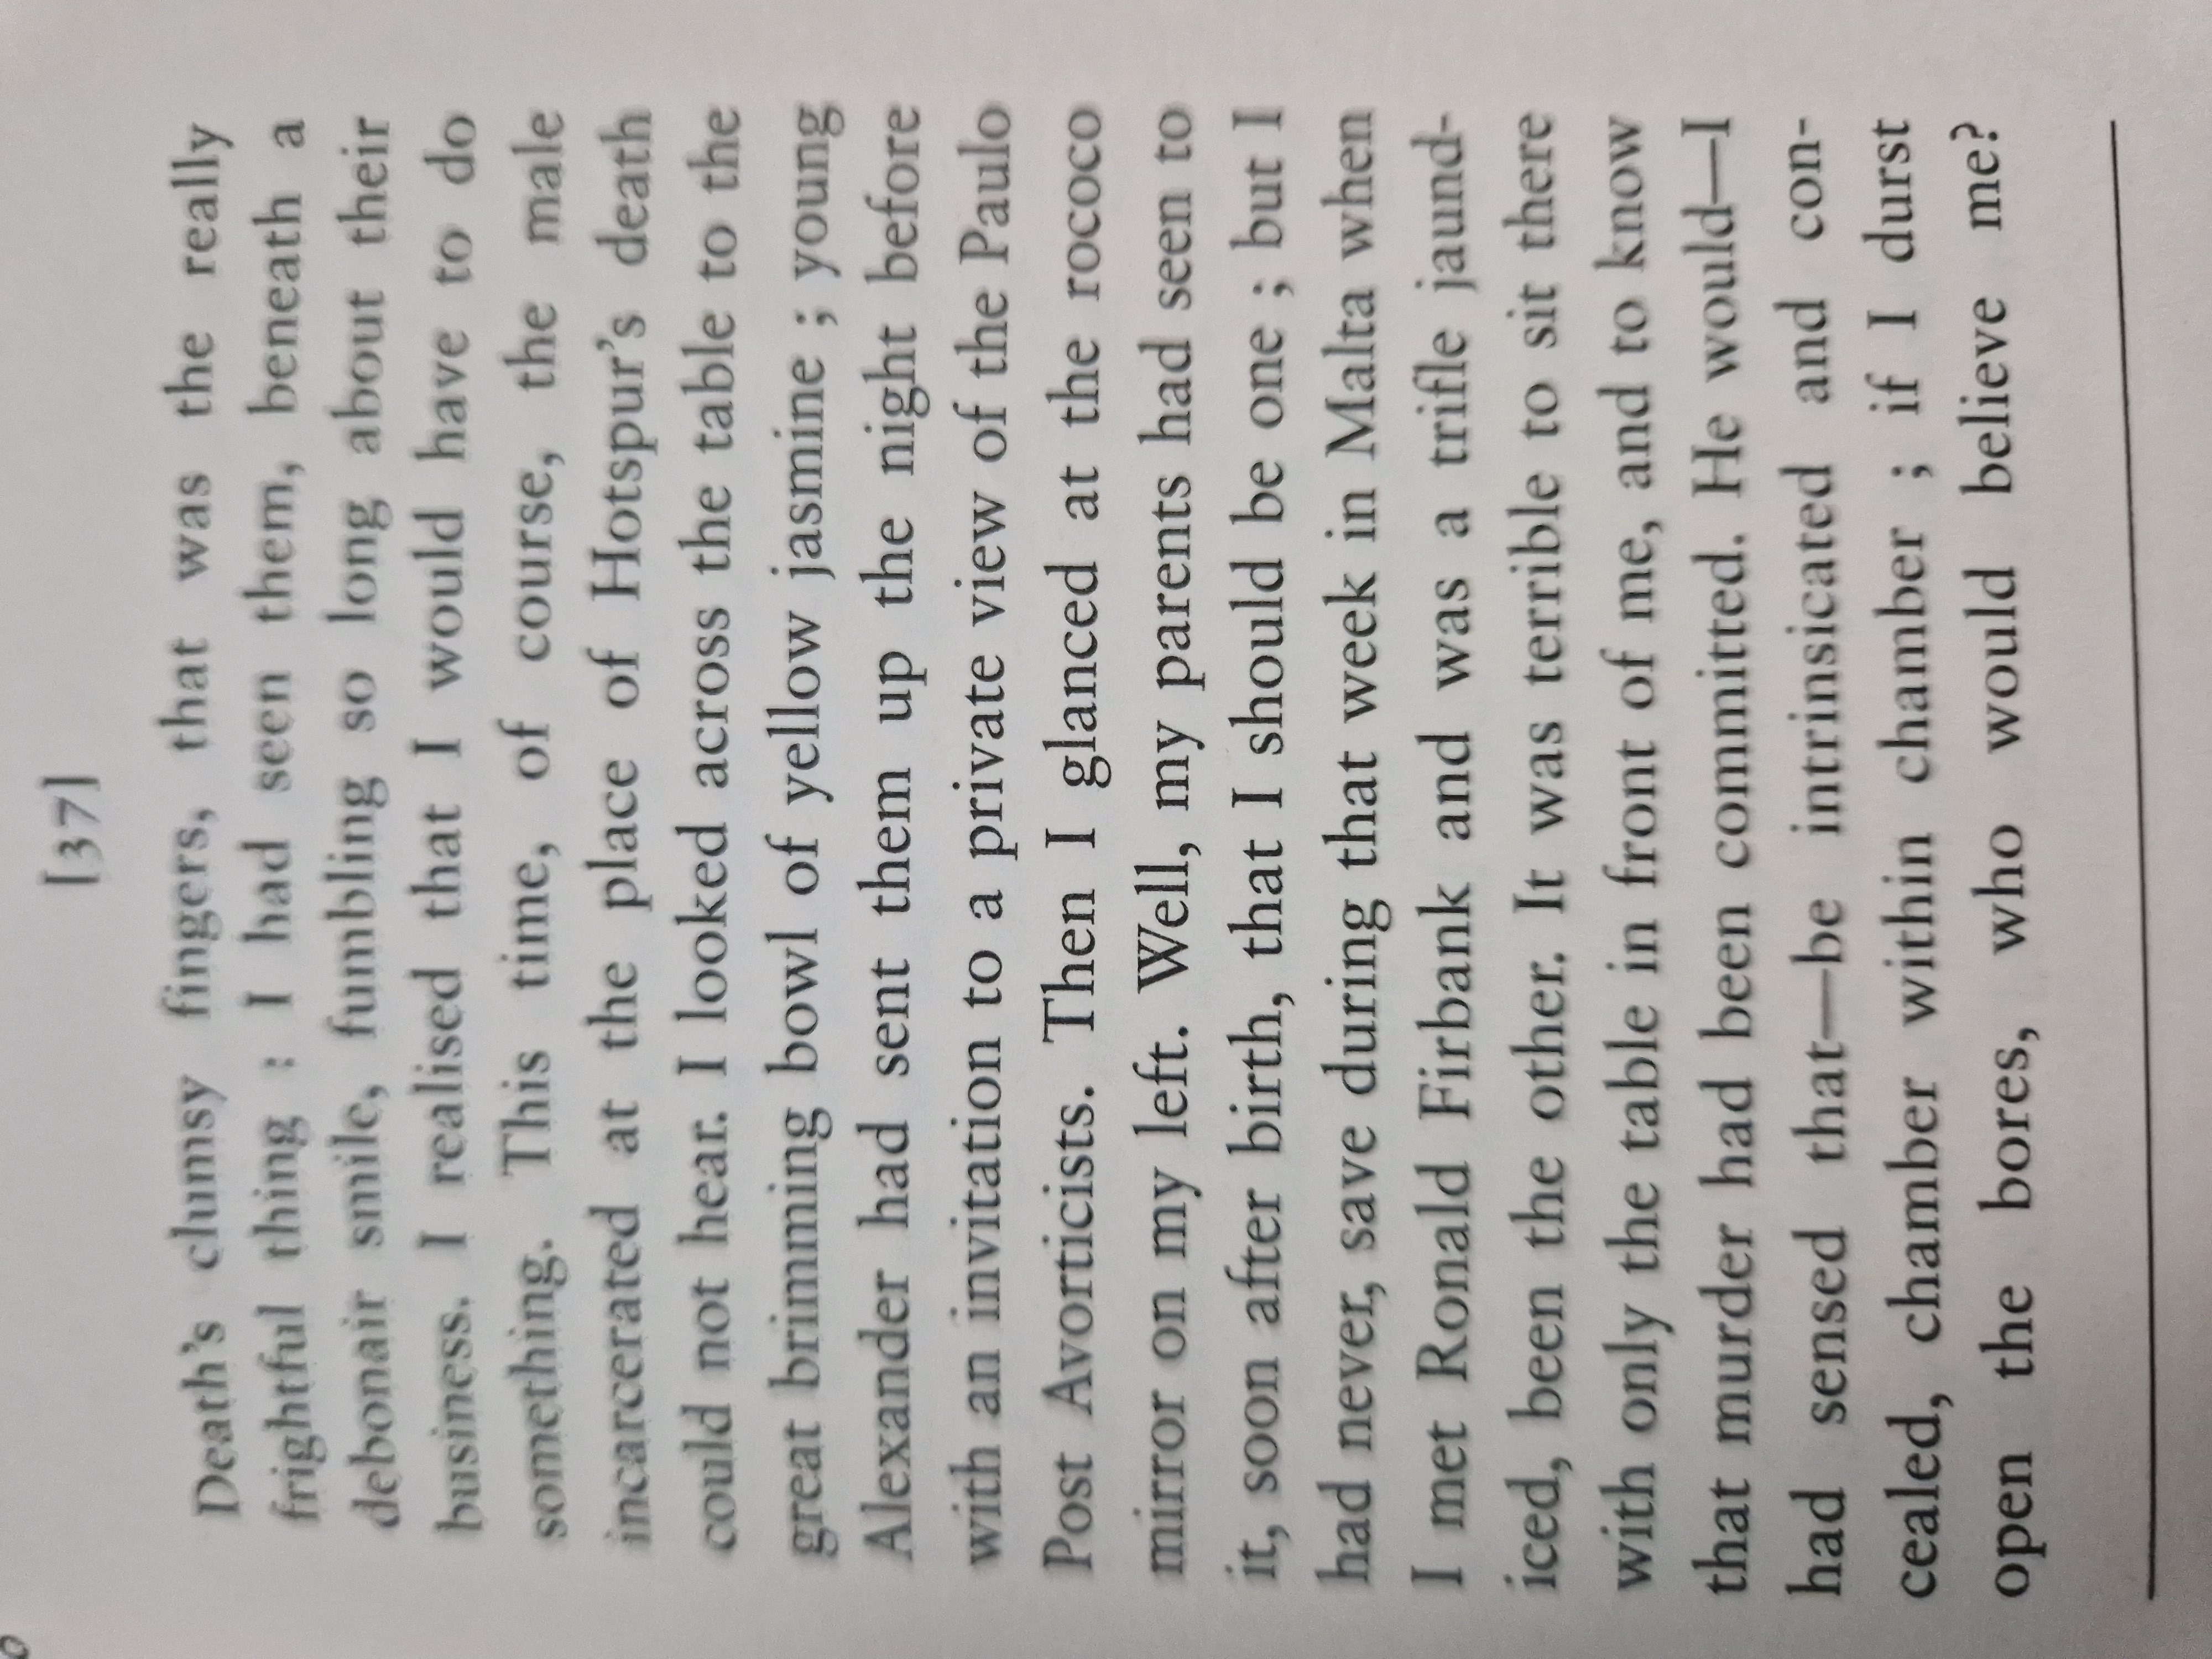 [37]
Death's clumsy fingers, that was the really
frightful thing : I had seen them, beneath a
debonair smile, fumbling so long about their
business. I realised that I would have to do
something. This time, of course, the male
incarcerated at the place of Hotspur's death
could not hear. I looked across the table to the
great brimming bowl of yellow jasmine ; young
Alexander had sent them up the night before
with an invitation to a private view of the Paulo
Post Avorticists. Then I glanced at the rococo
mirror on my left. Well, my parents had seen to
it, soon after birth, that I should be one ; but I
had never, save during that week in Malta when
I met Ronald Firbank and was a trifle jaund-
iced, been the other. It was terrible to sit there
with only the table in front of me, and to know
that murder had been committed. He would—I
had sensed that—be intrinsicated and con-
cealed, chamber within chamber ; if I durst
open the bores, who would believe me?